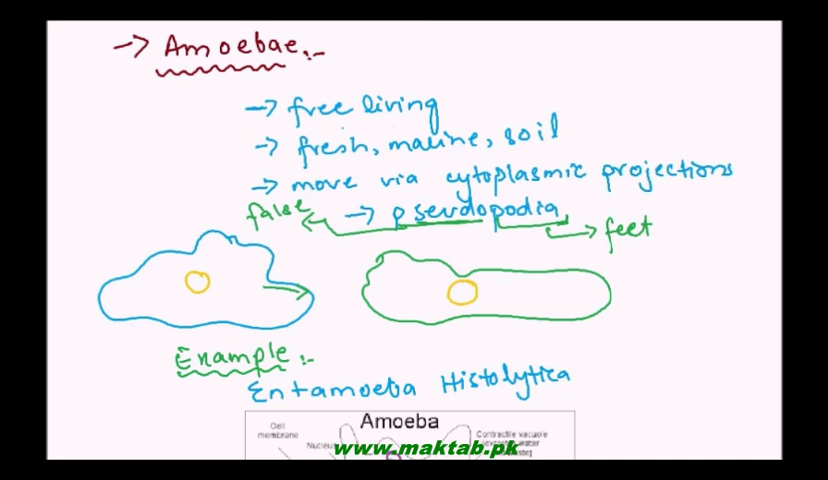 → Amoebae :-
→ free living
→ fresh, marine, soil
→ move via cytoplasmic projections
false → pseudopodia → feet
Example :-
Entamoeba Histolytica
Amoeba
Cell membrane
Nucleus
Contractile vacuole
www.maktab.pk